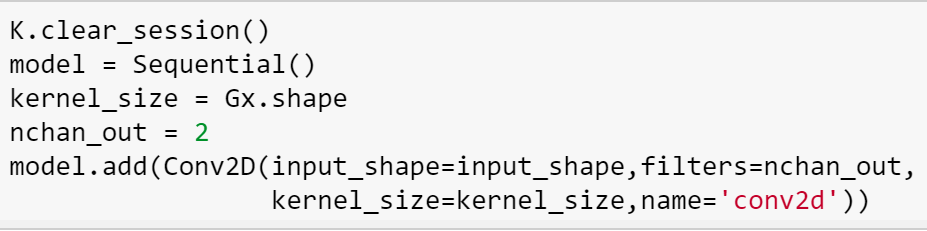 K.clear_session()
model = Sequential()
kernel_size = Gx.shape
nchan_out = 2
model.add(Conv2D(input_shape=input_shape,filters=nchan_out,
                 kernel_size=kernel_size,name='conv2d'))